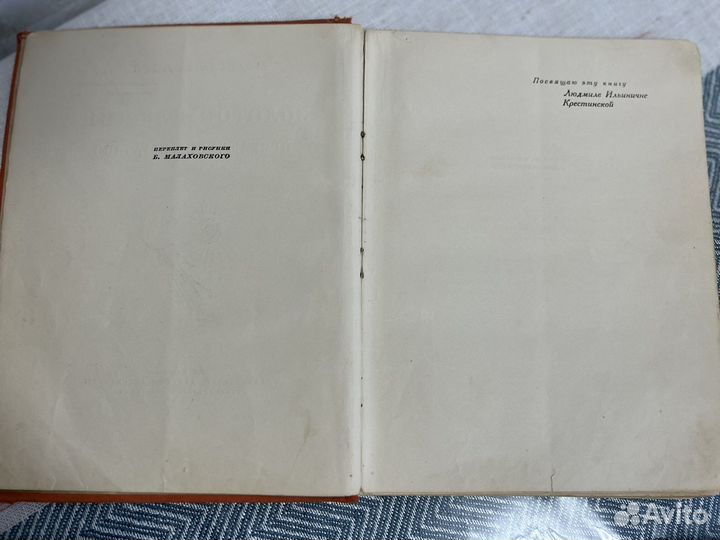 ПЕРЕПЛЕТ И РИСУНКИ
Б. МАЛАХОВСКОГО
Посвящаю эту книгу
Людмиле Ильиничне
Крестинской
Avito